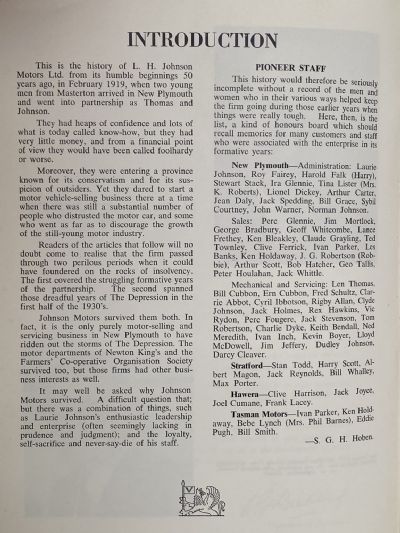 INTRODUCTION
This is the history of L. H. Johnson
Motors Ltd. from its humble beginnings 50
years ago, in February 1919, when two young
men from Masterton arrived in New Plymouth
and went into partnership as Thomas and
Johnson.
They had heaps of confidence and lots of
what is today called know-how, but they had
very little money, and from a financial point
of view they would have been called foolhardy
or worse.
Moreover, they were entering a province
known for its conservatism and for its sus-
picion of outsiders. Yet they dared to start a
motor vehicle-selling business there at a time
when there was still a substantial number of
people who distrusted the motor car, and some
who went as far as to discourage the growth
of the still-young motor industry.
Readers of the articles that follow will no
doubt come to realise that the firm passed
through two perilous periods when it could
have foundered on the rocks of insolvency.
The first covered the struggling formative years
of the partnership. The second spanned
those dreadful years of The Depression in the
first half of the 1930's.
Johnson Motors survived them both. In
fact, it is the only purely motor-selling and
servicing business in New Plymouth to have
ridden out the storms of The Depression. The
motor departments of Newton King's and the
Farmers' Co-operative Organisation Society
survived too, but those firms had other busi-
ness interests as well.
It may well be asked why Johnson
Motors survived. A difficult question that;
but there was a combination of things, such
as Laurie Johnson's enthusiastic leadership
and enterprise (often seemingly lacking in
prudence and judgment); and the loyalty,
self-sacrifice and never-say-die of his staff.
PIONEER STAFF
This history would therefore be seriously
incomplete without a record of the men and
women who in their various ways helped keep
the firm going during those earlier years when
things were really tough. Here, then, is the
list, a kind of honours board which should
recall memories for many customers and staff
who were associated with the enterprise in its
formative years:
New Plymouth—Administration: Laurie
Johnson, Roy Fairey, Harold Falk (Harry),
Stewart Stack, Ira Glennie, Tina Lister (Mrs.
K. Roberts), Lionel Dickey, Arthur Carter,
Jean Daly, Jack Spedding, Bill Grace, Sybil
Courtney, John Warner, Norman Johnson.
Sales: Perc Glennie, Jim Mortlock,
George Bradbury, Geoff Whitcombe, Lance
Frethey, Ken Bleakley, Claude Grayling, Ted
Townley, Clive Ferrick, Ivan Parker, Les
Banks, Ken Holdaway, J. G. Robertson (Rob-
bie), Arthur Scott, Bob Hatcher, Geo Tallis,
Peter Houlahan, Jack Whittle.
Mechanical and Servicing: Len Thomas,
Bill Cubbon, Ern Cubbon, Fred Schultz, Clar-
rie Abbot, Cyril Ibbotson, Rigby Allan, Clyde
Johnson, Jack Holmes, Rex Hawkins, Vic
Rydon, Perc Fougere, Jack Stevenson, Tom
Robertson, Charlie Dyke, Keith Bendall, Noel
Meredith, Ivan Inch, Kevin Boyer, Lloyd
McDowell, Jim Jeffery, Dudley Johnson,
Darcy Cleaver.
Stratford—Stan Todd, Harry Scott, Al-
bert Magon, Jack Reynolds, Bill Whalley,
Max Porter.
Hawera—Clive Harrison, Jack Joyce,
Joel Cumane, Frank Lacey.
Tasman Motors—Ivan Parker, Ken Hold-
away, Bebe Lynch (Mrs. Phil Barnes), Eddie
Pugh, Bill Smith.
—S. G. H. Hoben.